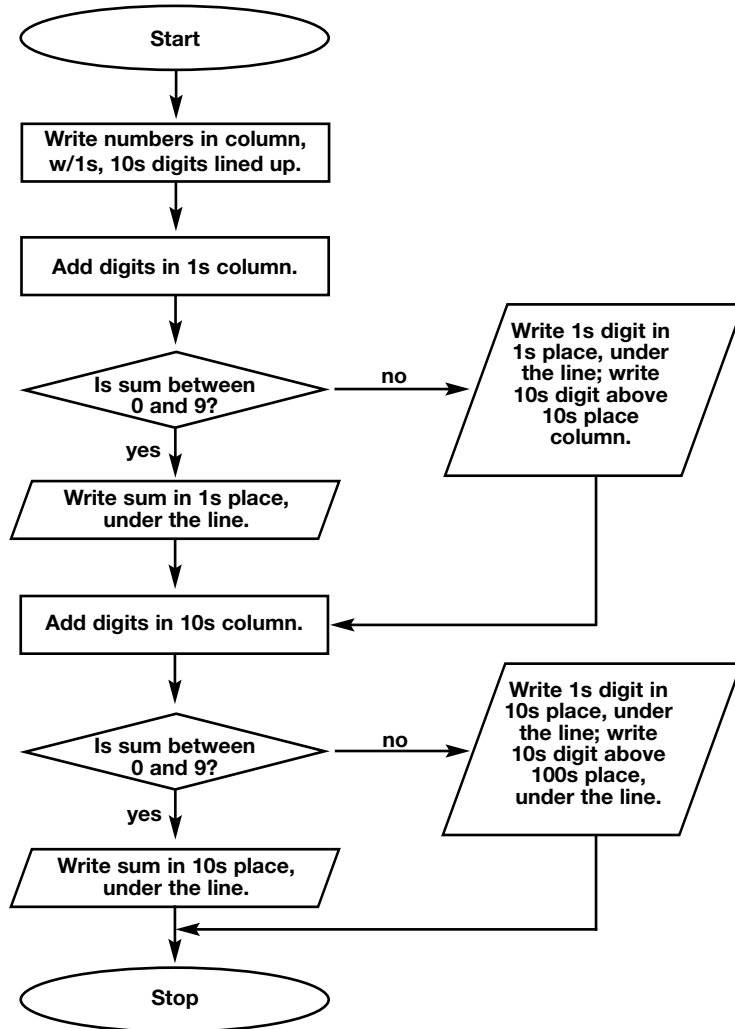 Start
Write numbers in column,
w/1s, 10s digits lined up.
Add digits in 1s column.
Is sum between
0 and 9?
no
Write 1s digit in
1s place, under
the line; write
10s digit above
10s place
column.
yes
Write sum in 1s place,
under the line.
Add digits in 10s column.
Is sum between
0 and 9?
no
Write 1s digit in
10s place, under
the line; write
10s digit above
100s place,
under the line.
yes
Write sum in 10s place,
under the line.
Stop